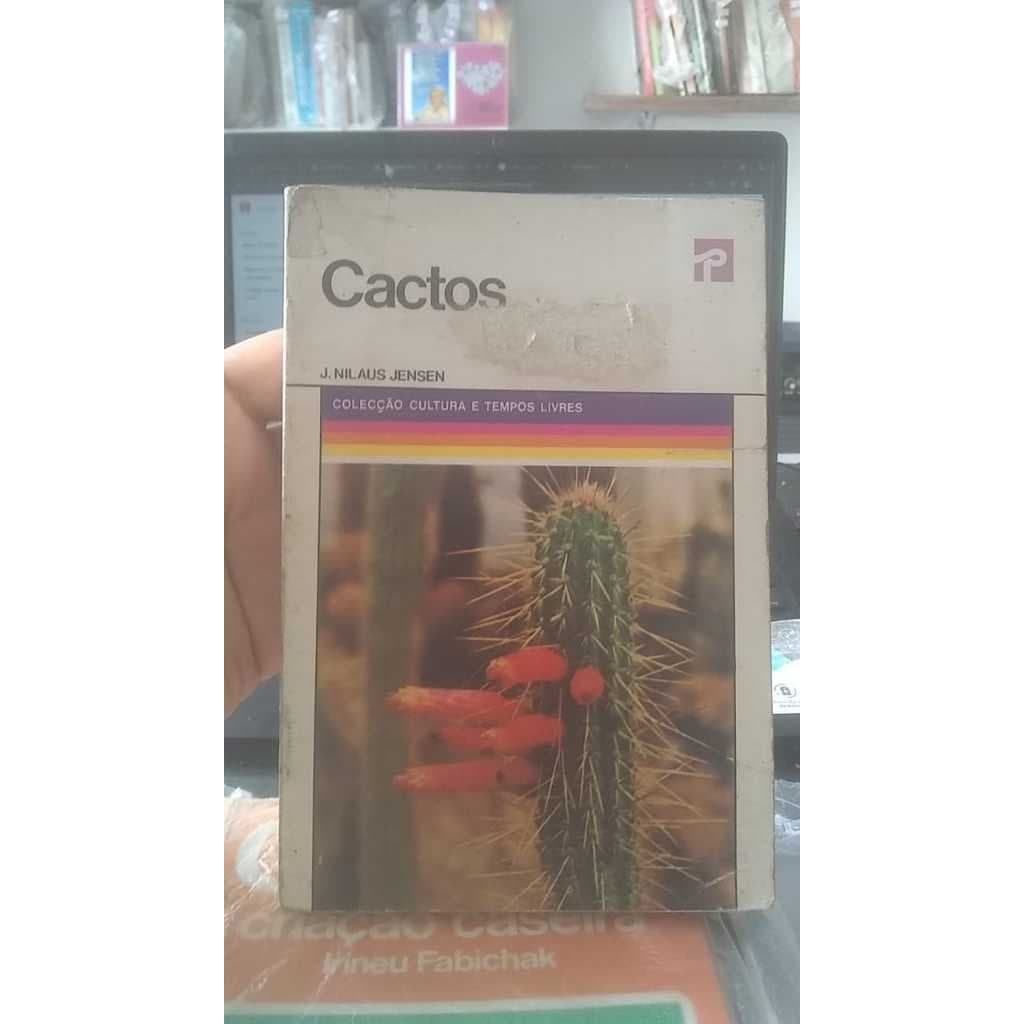 Cactos
J. NILAUS JENSEN
COLECÇÃO CULTURA E TEMPOS LIVRES
criação caseira
Irineu Fabichak